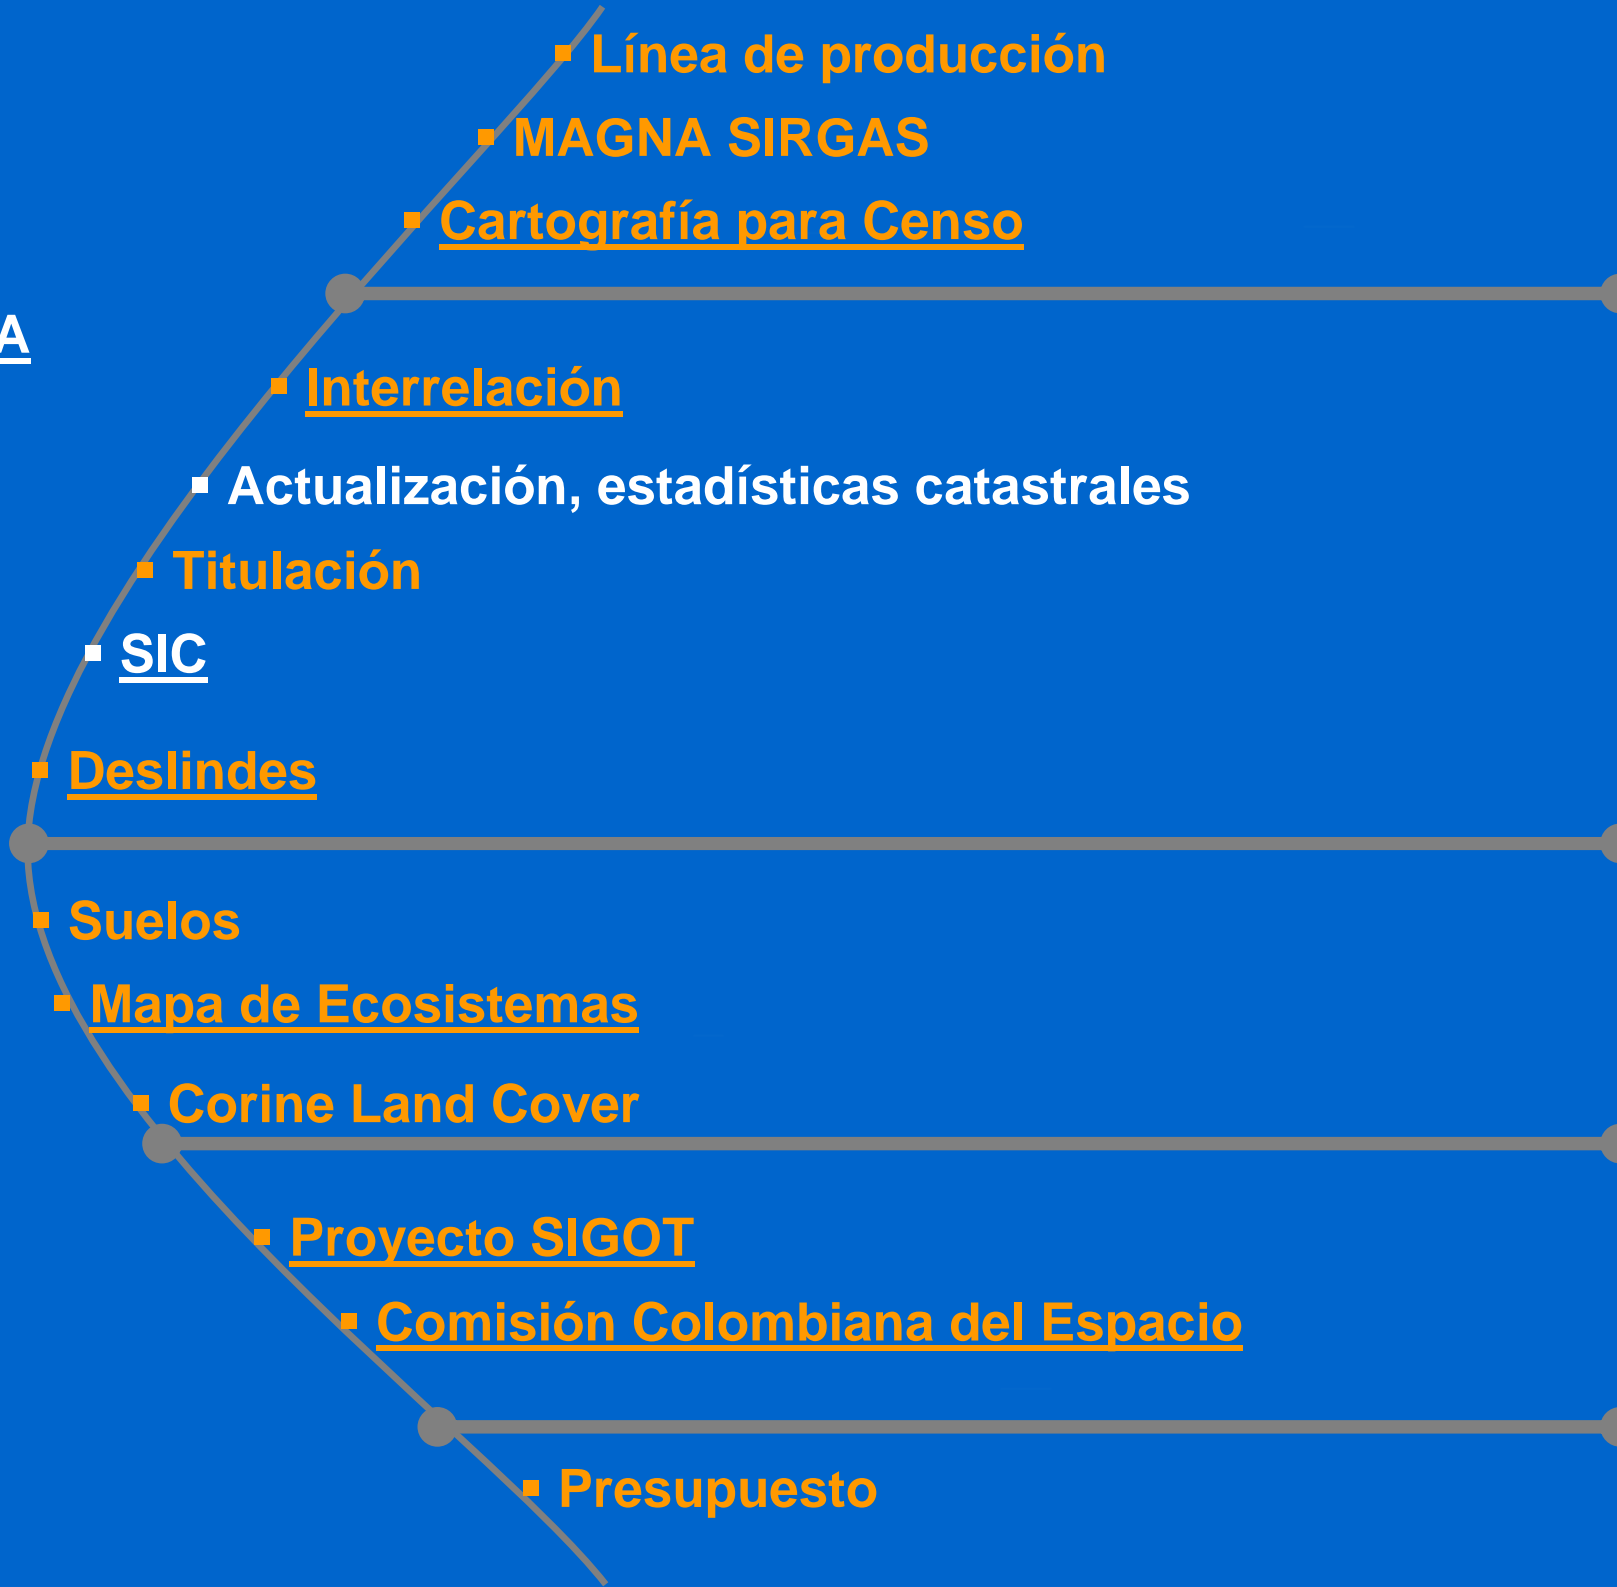 Línea de producción
MAGNA SIRGAS
Cartografía para Censo
A
Interrelación
Actualización, estadísticas catastrales
Titulación
SIC
Deslindes
Suelos
Mapa de Ecosistemas
Corine Land Cover
Proyecto SIGOT
Comisión Colombiana del Espacio
Presupuesto